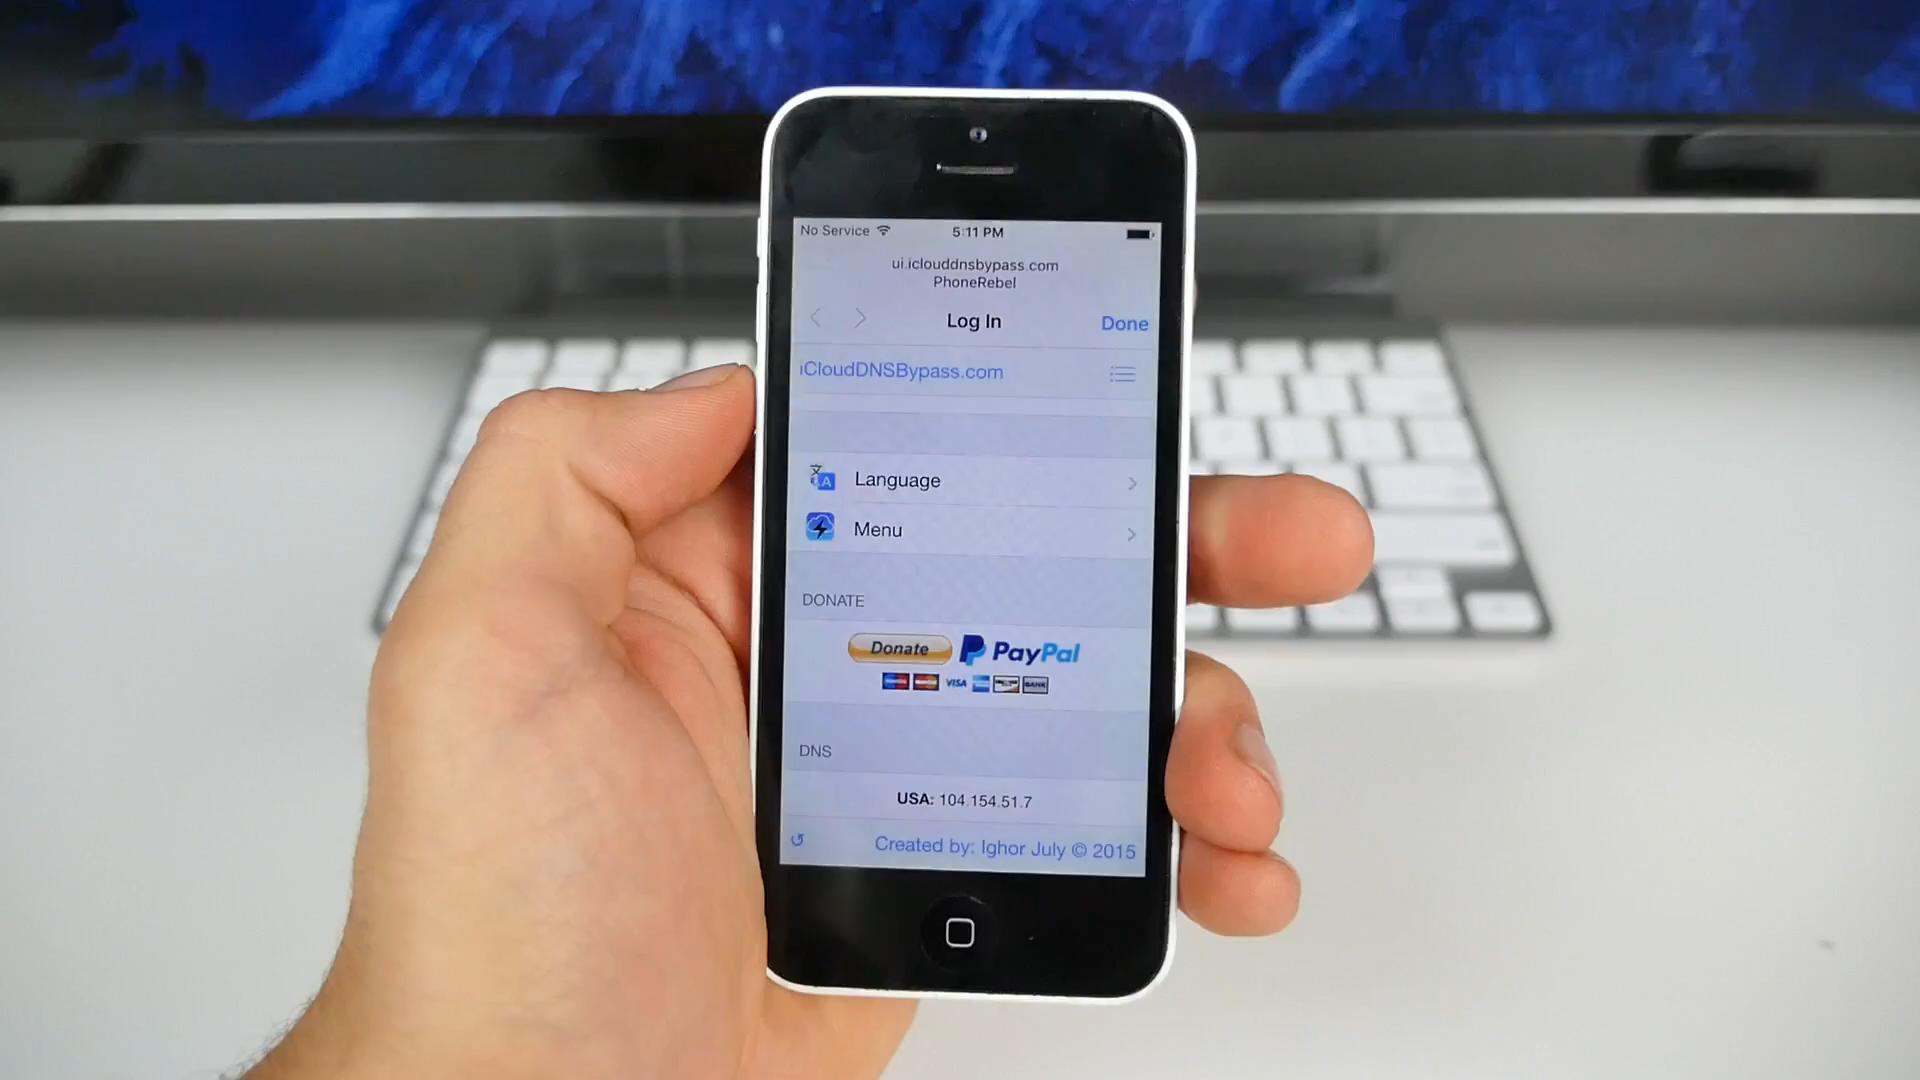 No Service 5:11 PM
ui.iclouddnsbypass.com
PhoneRebel
Log In Done
iCloudDNSBypass.com
Language
Menu
DONATE
Donate PayPal
VISA BANK
DNS
USA: 104.154.51.7
Created by: Ighor July © 2015